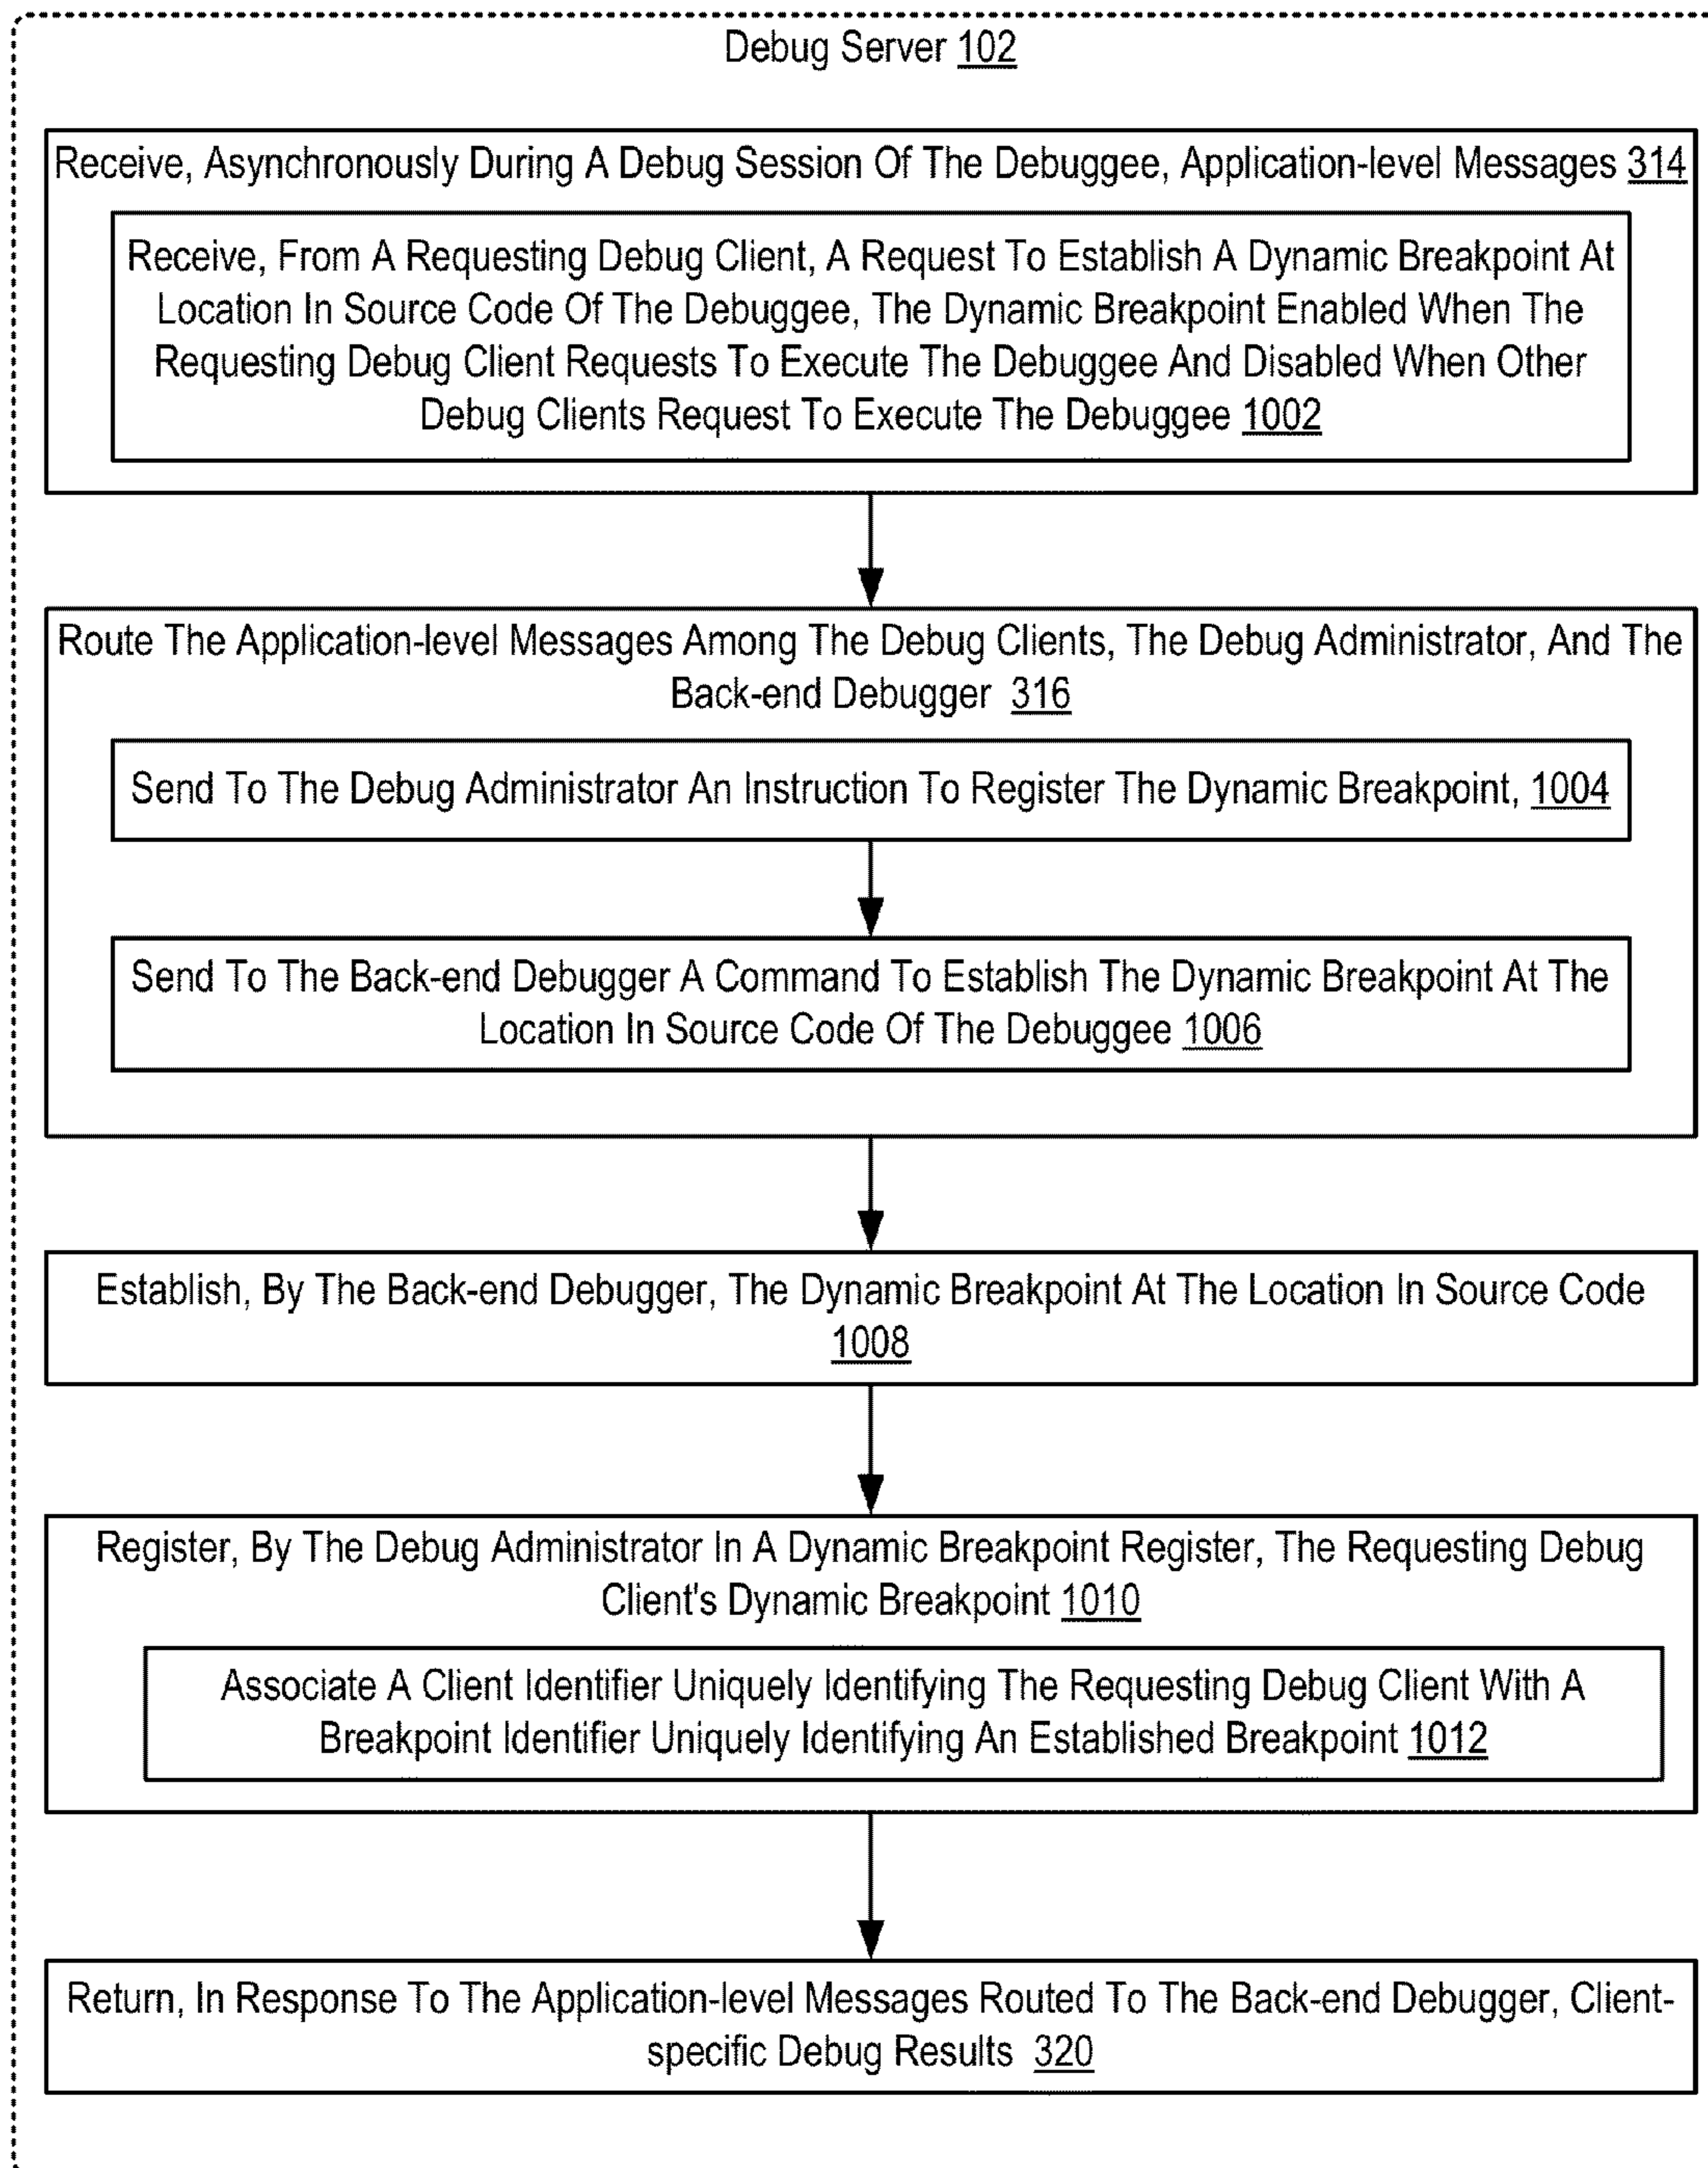 Debug Server 102
Receive, Asynchronously During A Debug Session Of The Debuggee, Application-level Messages 314
Receive, From A Requesting Debug Client, A Request To Establish A Dynamic Breakpoint At
Location In Source Code Of The Debuggee, The Dynamic Breakpoint Enabled When The
Requesting Debug Client Requests To Execute The Debuggee And Disabled When Other
Debug Clients Request To Execute The Debuggee 1002
Route The Application-level Messages Among The Debug Clients, The Debug Administrator, And The
Back-end Debugger 316
Send To The Debug Administrator An Instruction To Register The Dynamic Breakpoint, 1004
Send To The Back-end Debugger A Command To Establish The Dynamic Breakpoint At The
Location In Source Code Of The Debuggee 1006
Establish, By The Back-end Debugger, The Dynamic Breakpoint At The Location In Source Code
1008
Register, By The Debug Administrator In A Dynamic Breakpoint Register, The Requesting Debug
Client's Dynamic Breakpoint 1010
Associate A Client Identifier Uniquely Identifying The Requesting Debug Client With A
Breakpoint Identifier Uniquely Identifying An Established Breakpoint 1012
Return, In Response To The Application-level Messages Routed To The Back-end Debugger, Client-
specific Debug Results 320